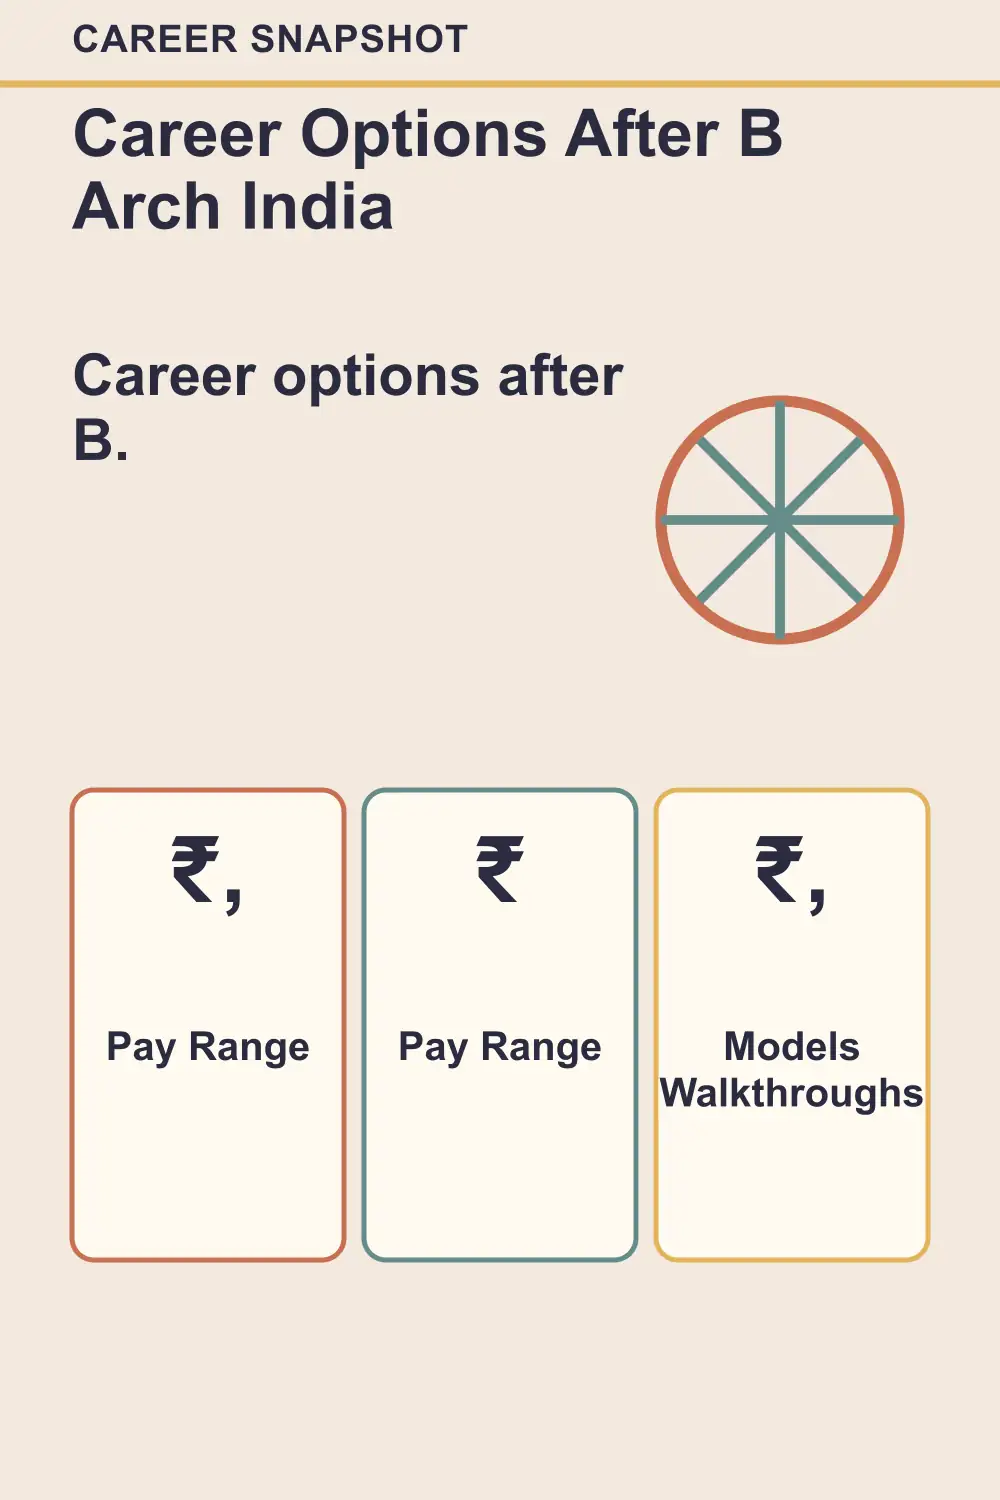 CAREER SNAPSHOT
Career Options After B
Arch India
Career options after
B.
₹,
Pay Range
₹
Pay Range
₹,
Models
Walkthroughs